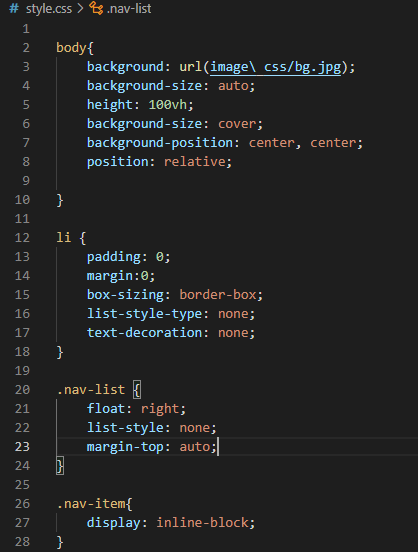 # style.css > .nav-list
1
2 body{
3 background: url(image\ css/bg.jpg);
4 background-size: auto;
5 height: 100vh;
6 background-size: cover;
7 background-position: center, center;
8 position: relative;
9
10 }
11
12 li {
13 padding: 0;
14 margin:0;
15 box-sizing: border-box;
16 list-style-type: none;
17 text-decoration: none;
18 }
19
20 .nav-list {
21 float: right;
22 list-style: none;
23 margin-top: auto;
24 }
25
26 .nav-item{
27 display: inline-block;
28 }